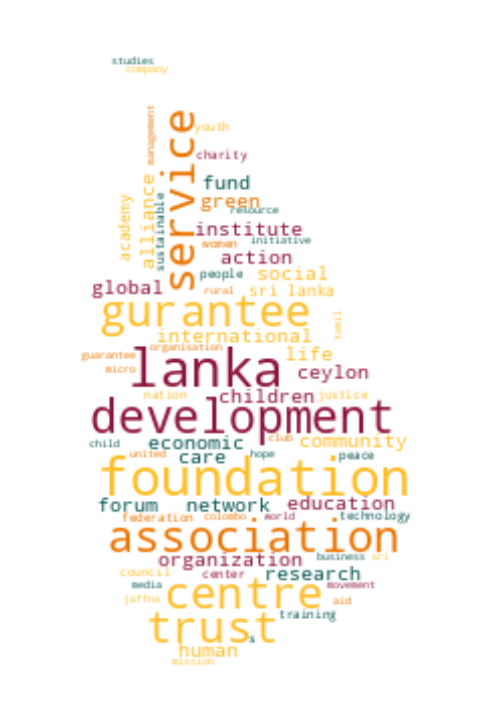 studies
company
management
service
youth
charity
alliance
academy
sustainable
fund
green
resource
institute
women
initiative
action
people
social
global
rural
sri lanka
gurantee
tamil
international
organisation
guarantee
life
lanka
micro
ceylon
nation
children
justice
development
child
economic
club
community
united
care
hope
peace
foundation
forum
network
education
federation
colombo
world
technology
association
organization
business
sri
council
center
research
media
centre
movement
jaffna
aid
trust
training
s
human
mission